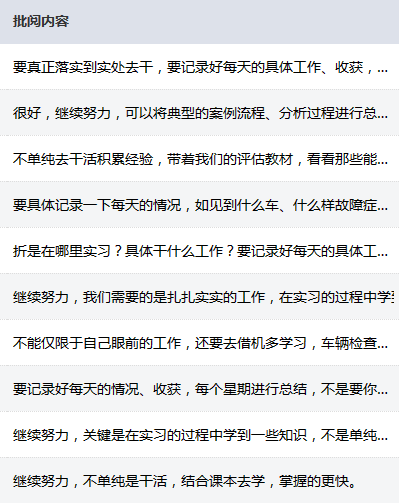 批阅内容
要真正落实到实处去干，要记录好每天的具体工作、收获，...
很好，继续努力，可以将典型的案例流程、分析过程进行总...
不单纯去干活积累经验，带着我们的评估教材，看看那些能...
要具体记录一下每天的情况，如见到什么车、什么样故障症...
折是在哪里实习？具体干什么工作？要记录好每天的具体工...
继续努力，我们需要的是扎扎实实的工作，在实习的过程中学到
不能仅限于自己眼前的工作，还要去借机多学习，车辆检查...
要记录好每天的情况、收获，每个星期进行总结，不是要你...
继续努力，关键是在实习的过程中学到一些知识，不是单纯...
继续努力，不单纯是干活，结合课本去学，掌握的更快。